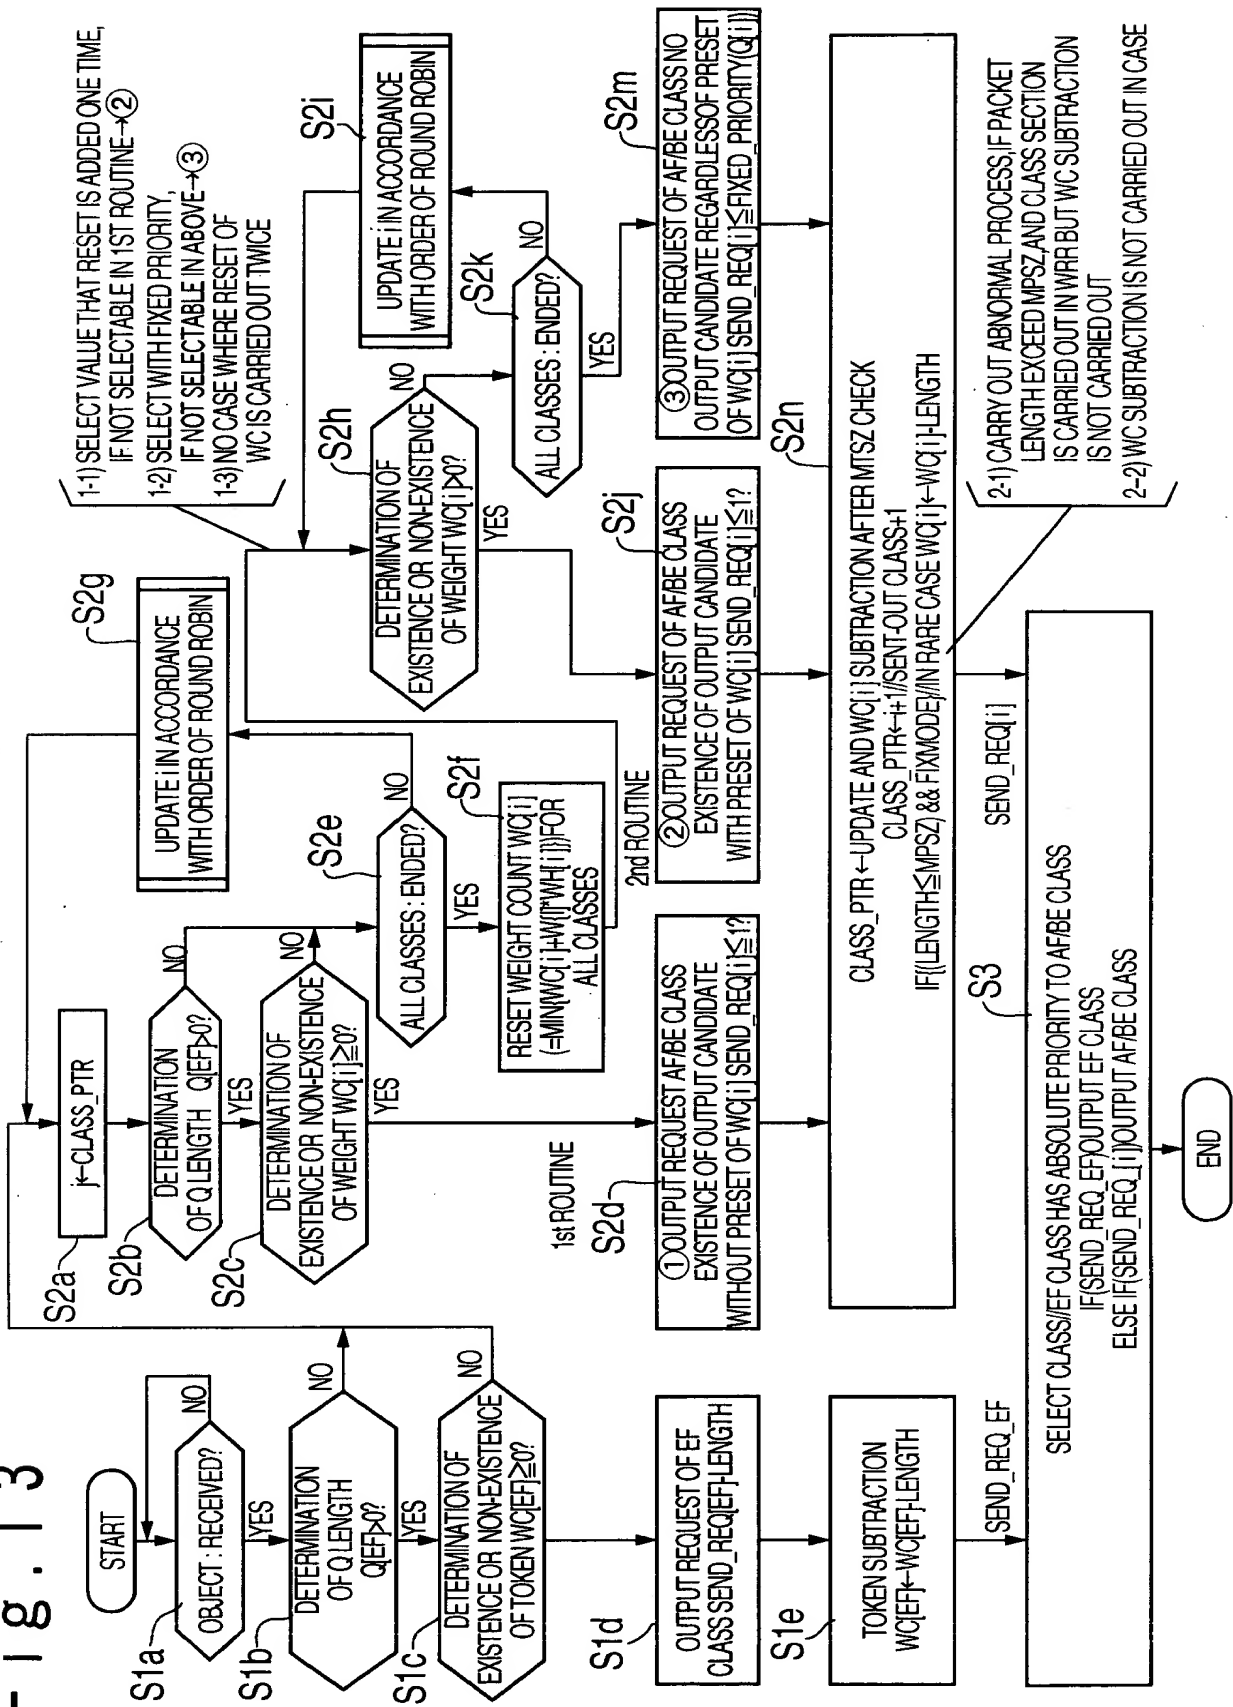 Fig. 13
START
S1a
OBJECT : RECEIVED?
NO
YES
S1b
DETERMINATION
OF Q LENGTH
Q[EF]>0?
NO
YES
S1c
DETERMINATION OF
EXISTENCE OR NON-EXISTENCE
OF TOKEN WC[EF]≧0?
S1d
OUTPUT REQUEST OF EF
CLASS SEND_REQ[EF]-LENGTH
S1e
TOKEN SUBTRACTION
WC[EF]←WC[EF]-LENGTH
SEND_REQ_EF
S2a
j←CLASS_PTR
S2b
DETERMINATION
OF Q LENGTH Q[EF]>0?
NO
YES
S2c
DETERMINATION OF
EXISTENCE OR NON-EXISTENCE
OF WEIGHT WC[i]≧0?
NO
YES
1st ROUTINE
S2d
①OUTPUT REQUEST AF/BE CLASS
EXISTENCE OF OUTPUT CANDIDATE
WITHOUT PRESET OF WC[i] SEND_REQ[i]≦1?
S2e
ALL CLASSES : ENDED?
NO
YES
S2f
RESET WEIGHT COUNT WC[i]
(=MIN{WC[i]+W[I]*WH[i]})FOR
ALL CLASSES
2nd ROUTINE
S2g
UPDATE i IN ACCORDANCE
WITH ORDER OF ROUND ROBIN
1-1) SELECT VALUE THAT RESET IS ADDED ONE TIME,
IF NOT SELECTABLE IN 1ST ROUTINE→②
1-2) SELECT WITH FIXED PRIORITY,
IF NOT SELECTABLE IN ABOVE→③
1-3) NO CASE WHERE RESET OF
WC IS CARRIED OUT TWICE
S2h
DETERMINATION OF
EXISTENCE OR NON-EXISTENCE
OF WEIGHT WC[i]>0?
NO
YES
S2i
UPDATE i IN ACCORDANCE
WITH ORDER OF ROUND ROBIN
S2j
②OUTPUT REQUEST OF AF/BE CLASS
EXISTENCE OF OUTPUT CANDIDATE
WITH PRESET OF WC[i] SEND_REQ[i]≦1?
S2k
ALL CLASSES : ENDED?
NO
YES
S2m
③OUTPUT REQUEST OF AF/BE CLASS NO
OUTPUT CANDIDATE REGARDLESSOF PRESET
OF WC[i] SEND_REQ[i]≦FIXED_PRIORITY(Q[i])
S2n
CLASS_PTR←UPDATE AND WC[i] SUBTRACTION AFTER MTSZ CHECK
CLASS_PTR←i+1//SENT-OUT CLASS+1
IF((LENGTH≦MPSZ) && FIXMODE)/IN RARE CASE WC[i]←WC[i]-LENGTH
2-1) CARRY OUT ABNORMAL PROCESS,IF PACKET
LENGTH EXCEED MPSZ,AND CLASS SECTION
IS CARRIED OUT IN WRR BUT WC SUBTRACTION
IS NOT CARRIED OUT
2-2) WC SUBTRACTION IS NOT CARRIED OUT IN CASE
SEND_REQ[i]
S3
SELECT CLASS//EF CLASS HAS ABSOLUTE PRIORITY TO AF/BE CLASS
IF(SEND_REQ_EF)OUTPUT EF CLASS
ELSE IF(SEND_REQ_[i])OUTPUT AF/BE CLASS
END